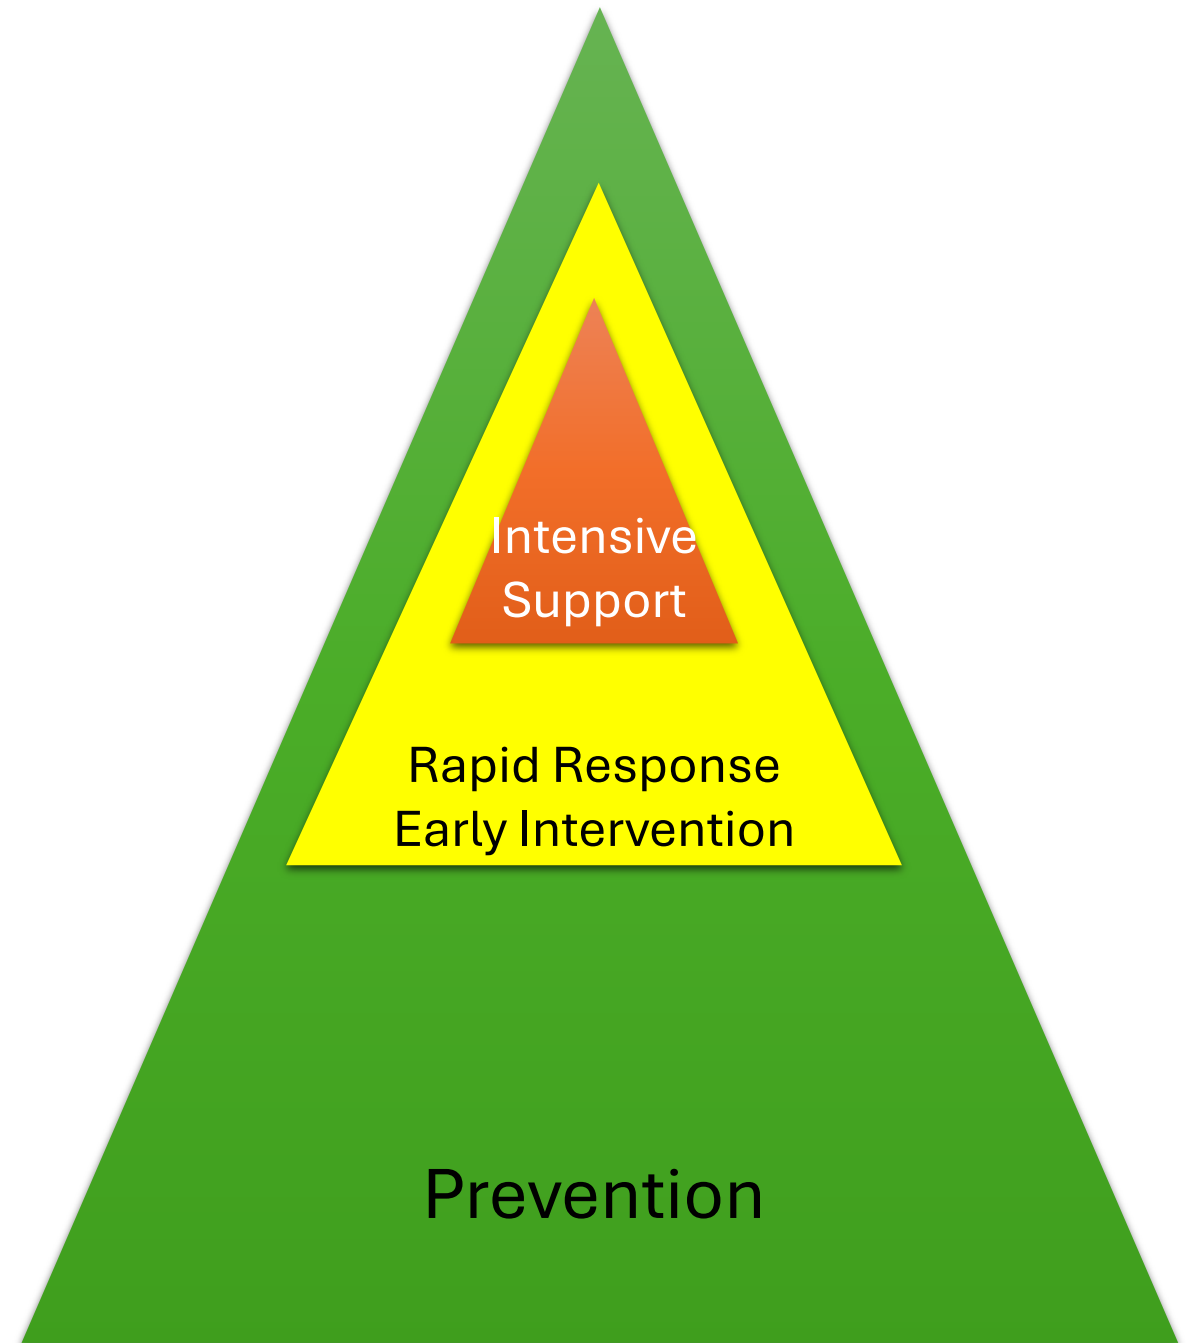 Intensive
Support
Rapid Response
Early Intervention
Prevention